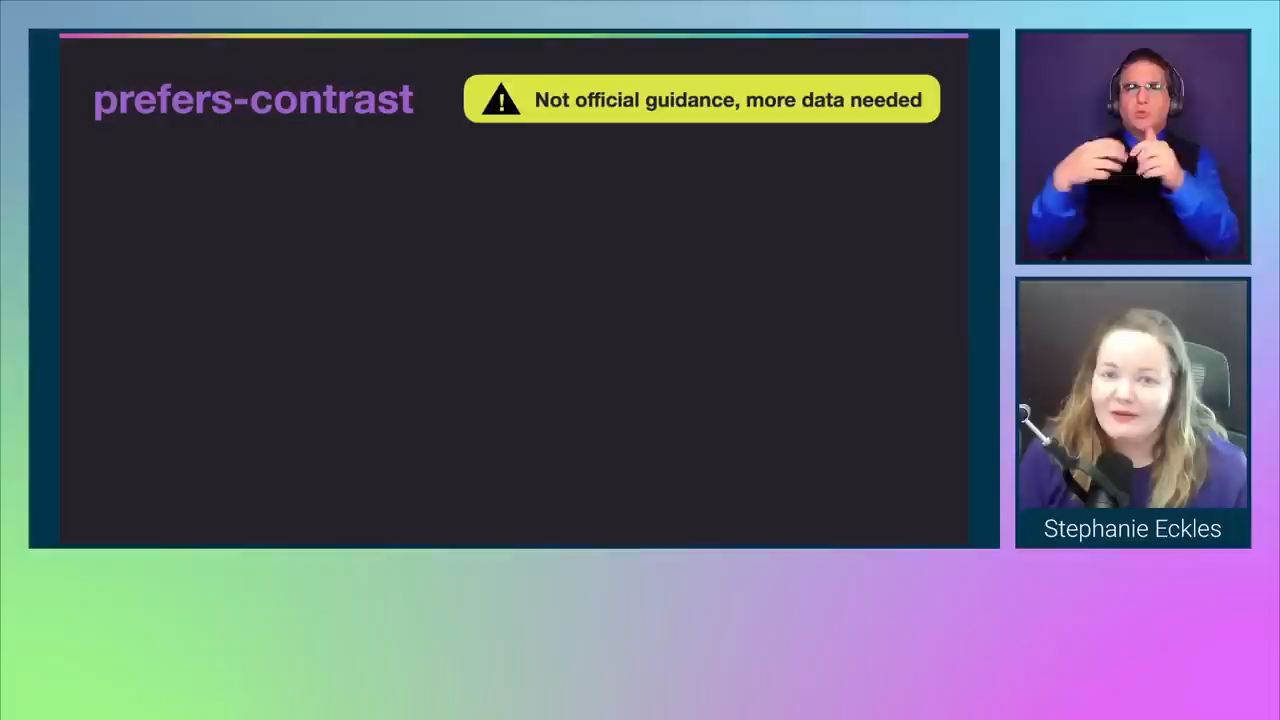 prefers-contrast
Not official guidance, more data needed
Stephanie Eckles